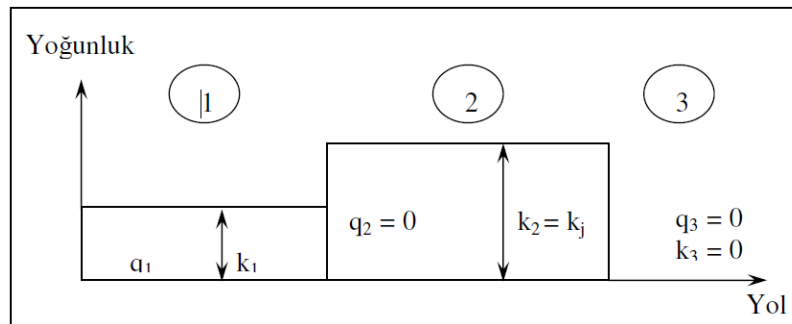 Yoğunluk
|1
2
3
q₂ = 0
k₂ = kⱼ
q₃ = 0
k₃ = 0
q₁
k₁
Yol